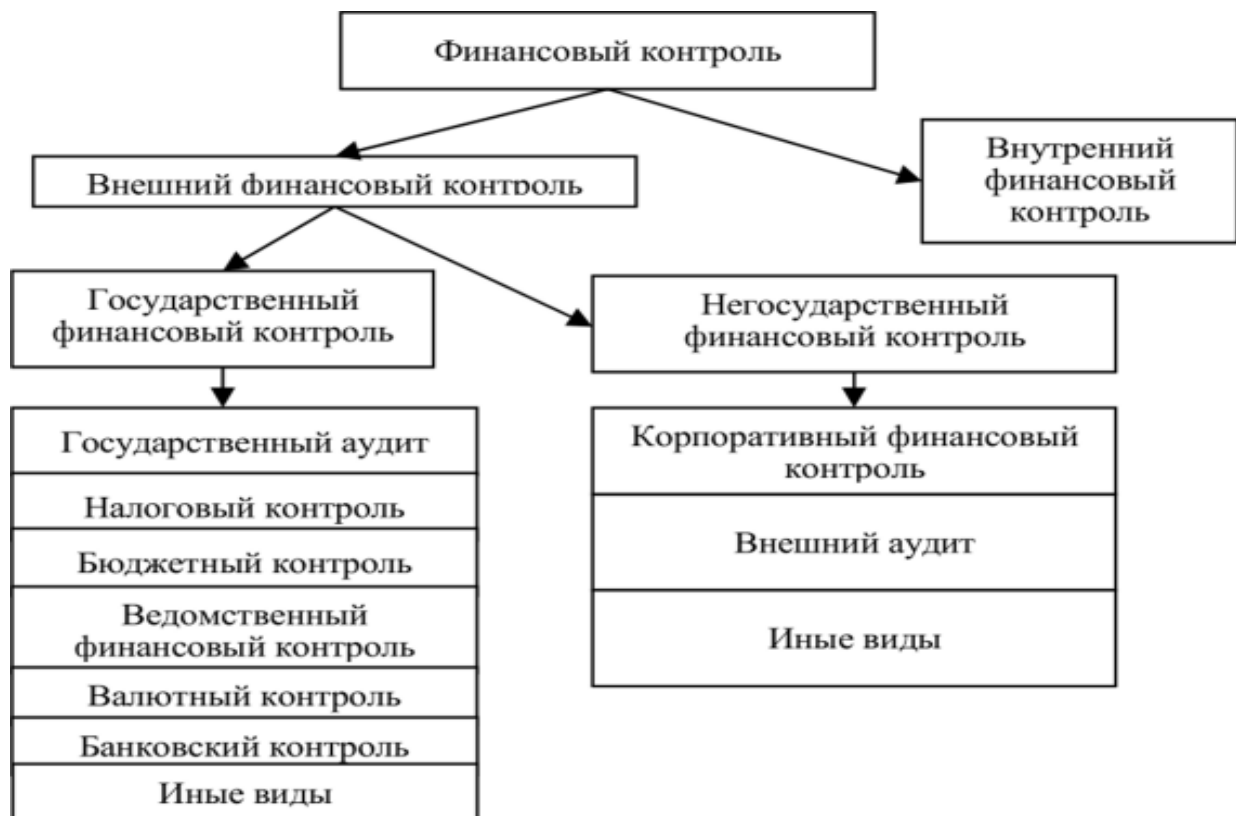 Финансовый контроль
Внутренний
финансовый
контроль
Внешний финансовый контроль
Государственный
финансовый контроль
Негосударственный
финансовый контроль
Государственный аудит
Налоговый контроль
Бюджетный контроль
Ведомственный
финансовый контроль
Валютный контроль
Банковский контроль
Иные виды
Корпоративный финансовый
контроль
Внешний аудит
Иные виды